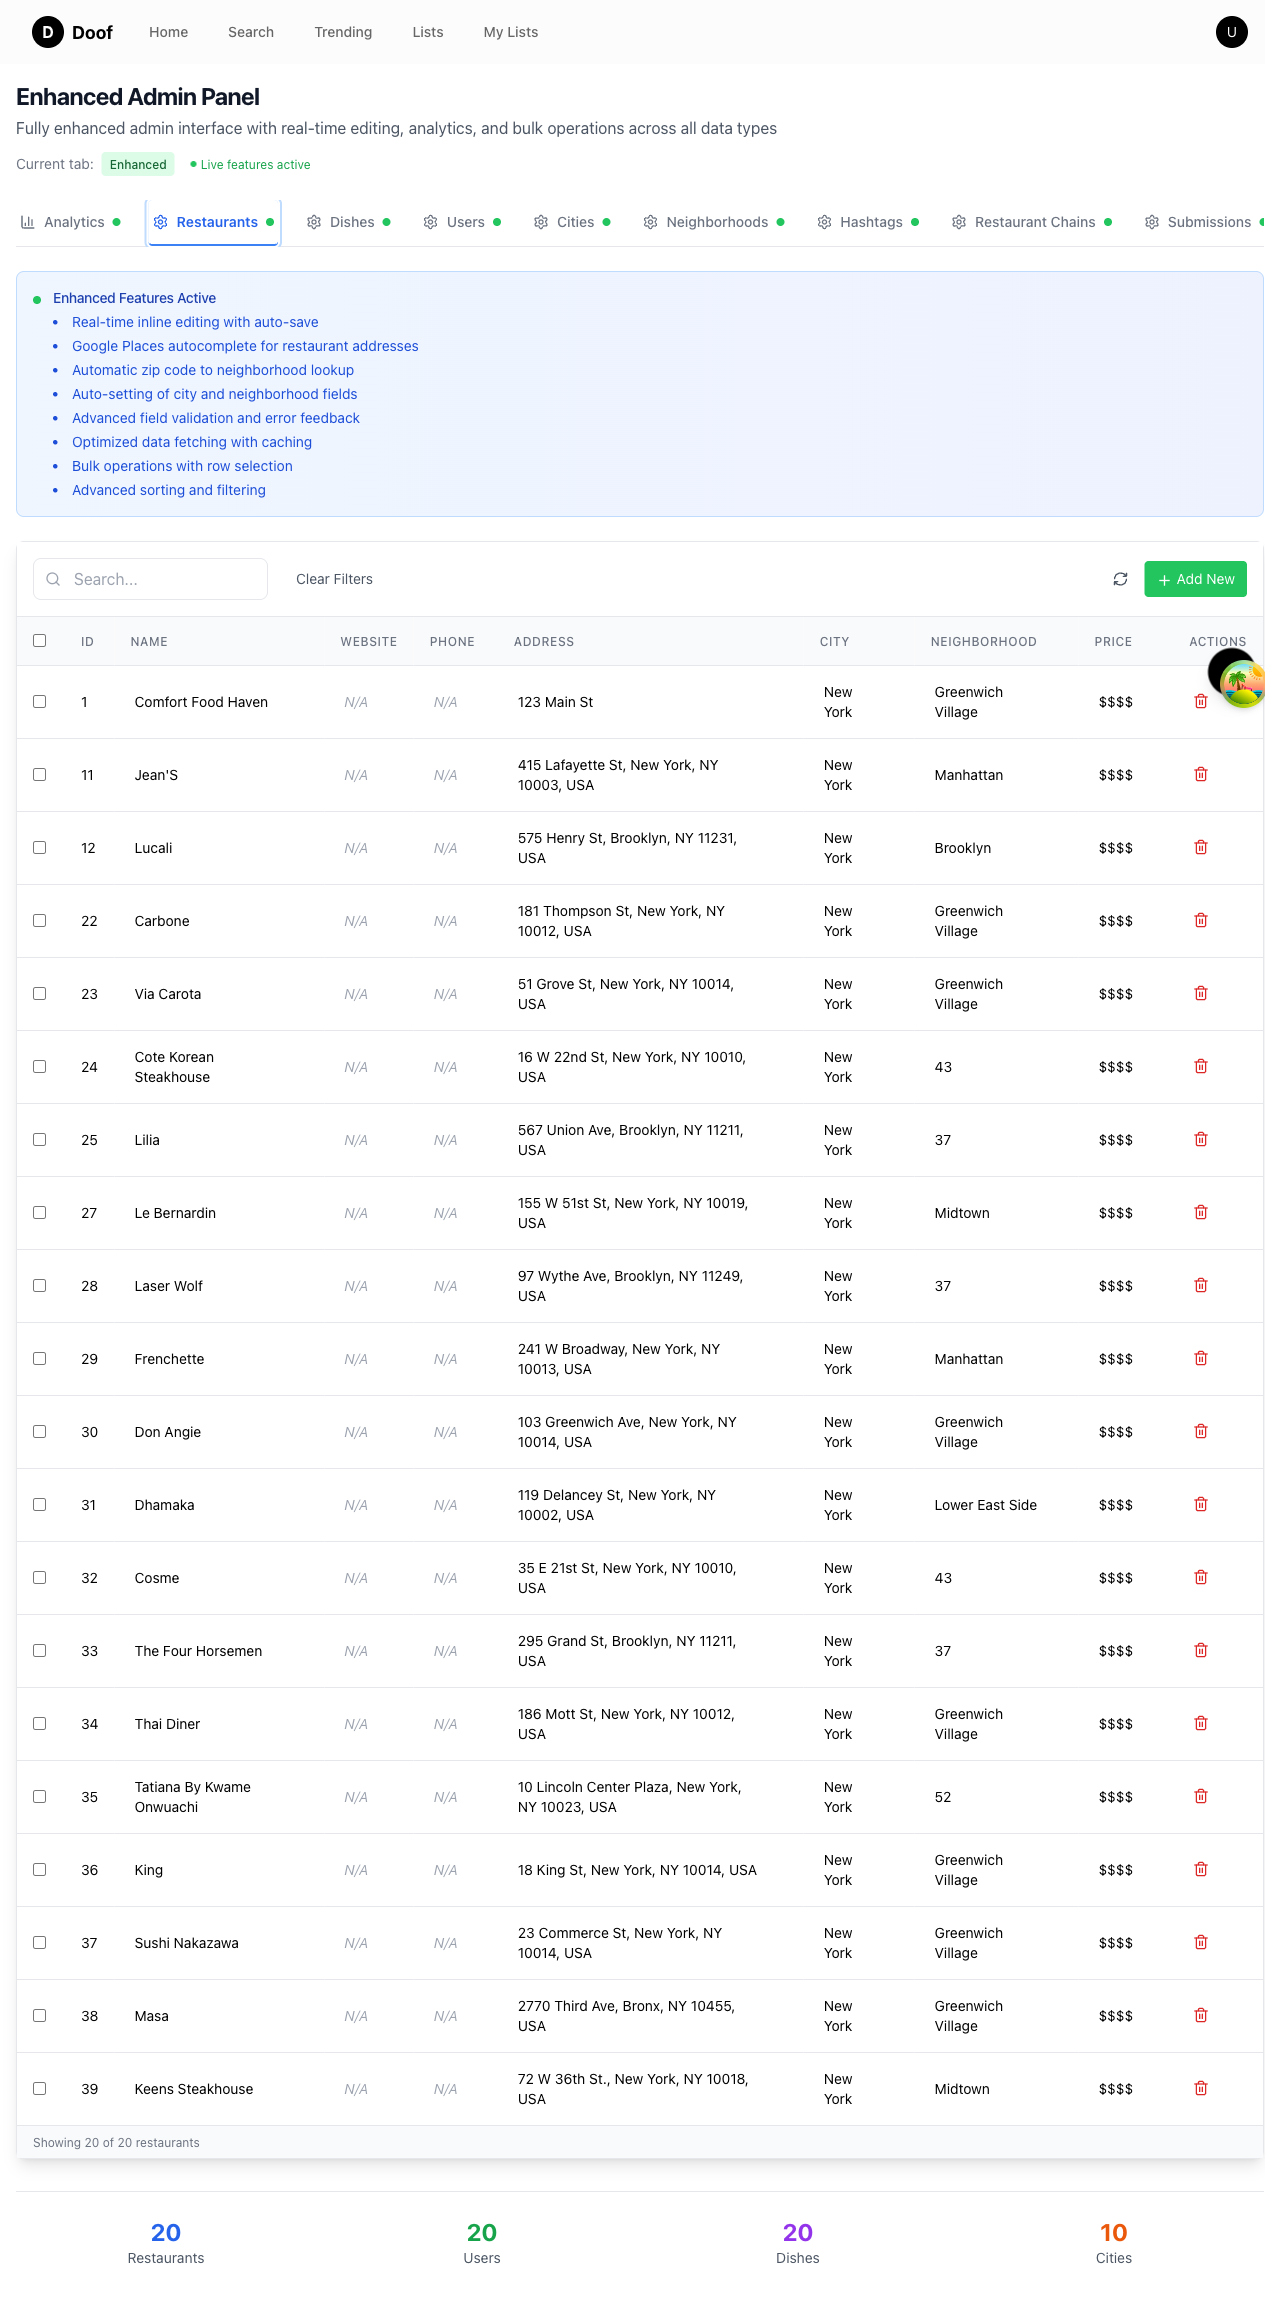 D Doof Home Search Trending Lists My Lists U
Enhanced Admin Panel
Fully enhanced admin interface with real-time editing, analytics, and bulk operations across all data types
Current tab: Enhanced Live features active
Analytics Restaurants Dishes Users Cities Neighborhoods Hashtags Restaurant Chains Submissions
Enhanced Features Active
• Real-time inline editing with auto-save
• Google Places autocomplete for restaurant addresses
• Automatic zip code to neighborhood lookup
• Auto-setting of city and neighborhood fields
• Advanced field validation and error feedback
• Optimized data fetching with caching
• Bulk operations with row selection
• Advanced sorting and filtering
Search... Clear Filters + Add New
ID NAME WEBSITE PHONE ADDRESS CITY NEIGHBORHOOD PRICE ACTIONS
1 Comfort Food Haven N/A N/A 123 Main St New York Greenwich Village $$$$
11 Jean'S N/A N/A 415 Lafayette St, New York, NY 10003, USA New York Manhattan $$$$
12 Lucali N/A N/A 575 Henry St, Brooklyn, NY 11231, USA New York Brooklyn $$$$
22 Carbone N/A N/A 181 Thompson St, New York, NY 10012, USA New York Greenwich Village $$$$
23 Via Carota N/A N/A 51 Grove St, New York, NY 10014, USA New York Greenwich Village $$$$
24 Cote Korean Steakhouse N/A N/A 16 W 22nd St, New York, NY 10010, USA New York 43 $$$$
25 Lilia N/A N/A 567 Union Ave, Brooklyn, NY 11211, USA New York 37 $$$$
27 Le Bernardin N/A N/A 155 W 51st St, New York, NY 10019, USA New York Midtown $$$$
28 Laser Wolf N/A N/A 97 Wythe Ave, Brooklyn, NY 11249, USA New York 37 $$$$
29 Frenchette N/A N/A 241 W Broadway, New York, NY 10013, USA New York Manhattan $$$$
30 Don Angie N/A N/A 103 Greenwich Ave, New York, NY 10014, USA New York Greenwich Village $$$$
31 Dhamaka N/A N/A 119 Delancey St, New York, NY 10002, USA New York Lower East Side $$$$
32 Cosme N/A N/A 35 E 21st St, New York, NY 10010, USA New York 43 $$$$
33 The Four Horsemen N/A N/A 295 Grand St, Brooklyn, NY 11211, USA New York 37 $$$$
34 Thai Diner N/A N/A 186 Mott St, New York, NY 10012, USA New York Greenwich Village $$$$
35 Tatiana By Kwame Onwuachi N/A N/A 10 Lincoln Center Plaza, New York, NY 10023, USA New York 52 $$$$
36 King N/A N/A 18 King St, New York, NY 10014, USA New York Greenwich Village $$$$
37 Sushi Nakazawa N/A N/A 23 Commerce St, New York, NY 10014, USA New York Greenwich Village $$$$
38 Masa N/A N/A 2770 Third Ave, Bronx, NY 10455, USA New York Greenwich Village $$$$
39 Keens Steakhouse N/A N/A 72 W 36th St., New York, NY 10018, USA New York Midtown $$$$
Showing 20 of 20 restaurants
20 20 20 10
Restaurants Users Dishes Cities